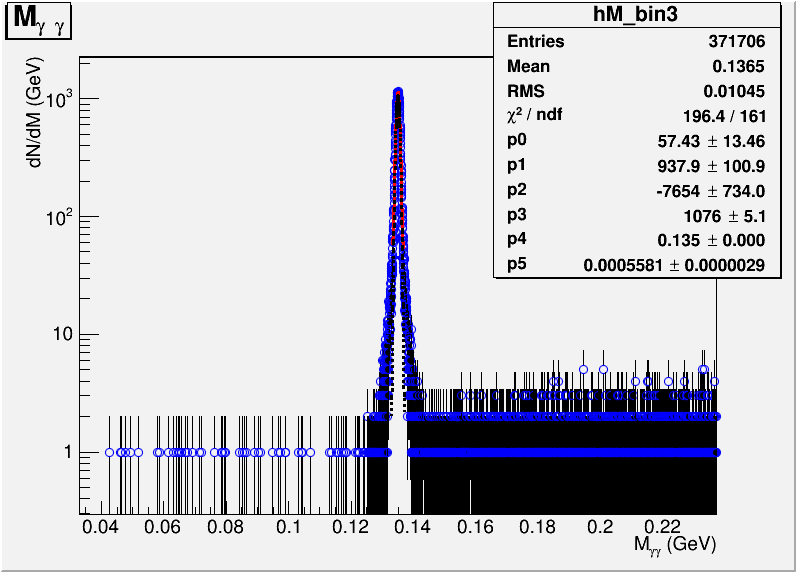 M γ γ
hM_bin3
Entries 371706
Mean 0.1365
RMS 0.01045
χ² / ndf 196.4 / 161
p0 57.43 ± 13.46
p1 937.9 ± 100.9
p2 -7654 ± 734.0
p3 1076 ± 5.1
p4 0.135 ± 0.000
p5 0.0005581 ± 0.0000029
dN/dM (GeV)
10³
10²
10
1
0.04 0.06 0.08 0.1 0.12 0.14 0.16 0.18 0.2 0.22
Mγγ (GeV)